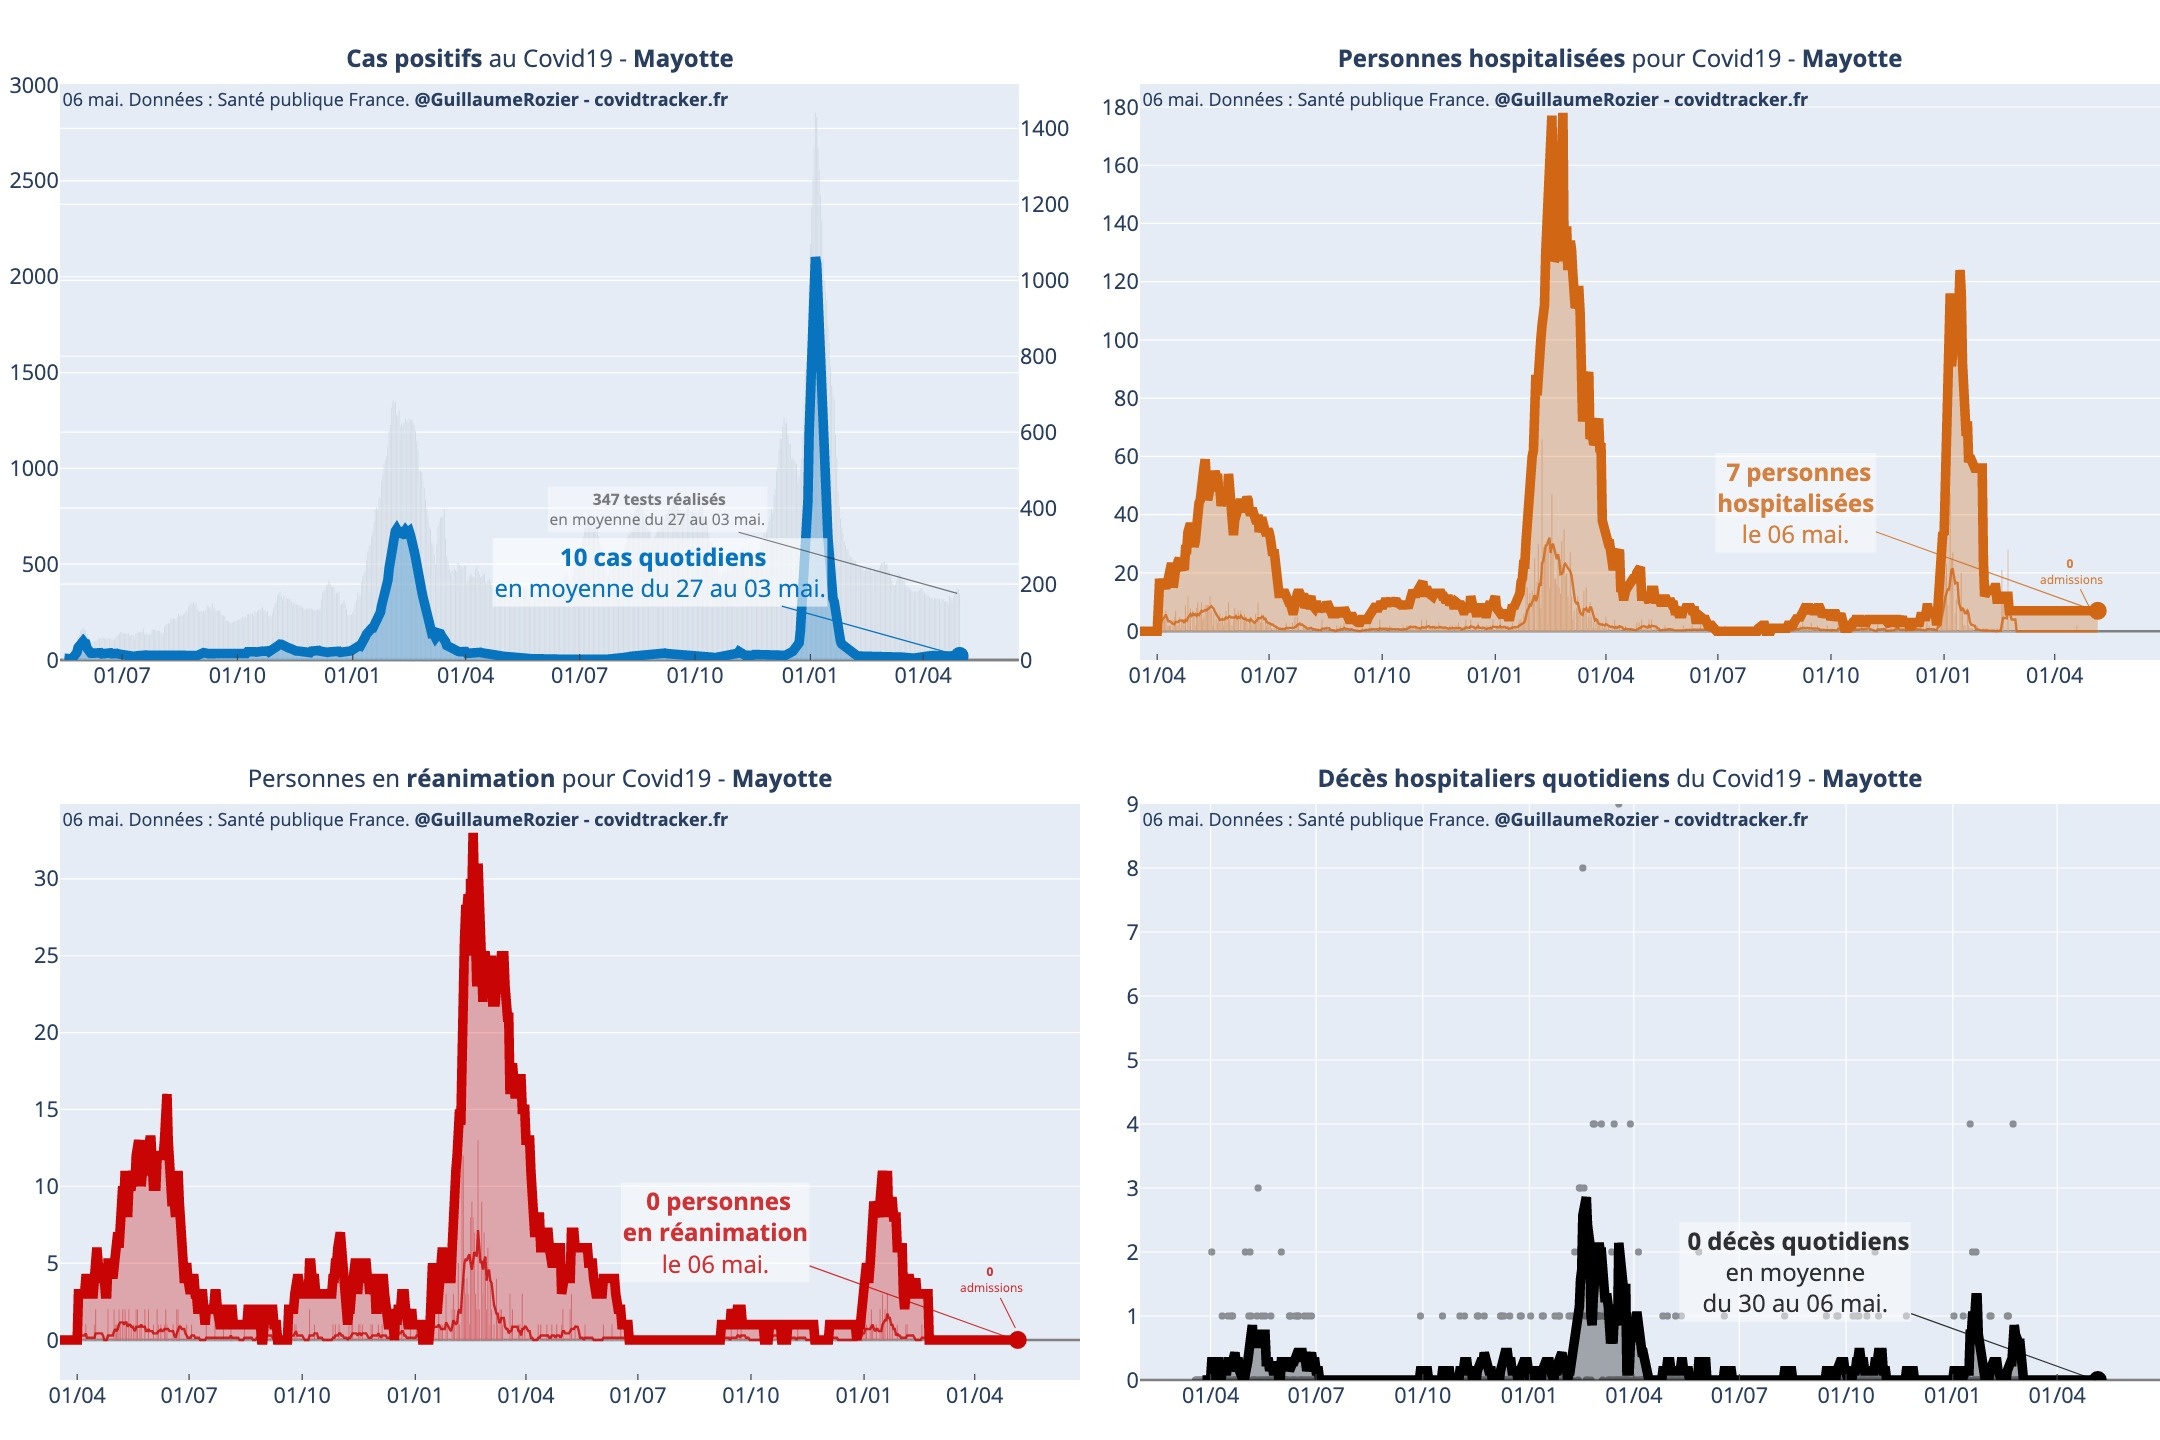 Cas positifs au Covid19 - Mayotte
06 mai. Données : Santé publique France. @GuillaumeRozier - covidtracker.fr
3000
2500
2000
1500
1000
500
0
1400
1200
1000
800
600
400
200
0
347 tests réalisés
en moyenne du 27 au 03 mai.
10 cas quotidiens
en moyenne du 27 au 03 mai.
01/07 01/10 01/01 01/04 01/07 01/10 01/01 01/04
Personnes hospitalisées pour Covid19 - Mayotte
06 mai. Données : Santé publique France. @GuillaumeRozier - covidtracker.fr
180
160
140
120
100
80
60
40
20
0
7 personnes
hospitalisées
le 06 mai.
0
admissions
01/04 01/07 01/10 01/01 01/04 01/07 01/10 01/01 01/04
Personnes en réanimation pour Covid19 - Mayotte
06 mai. Données : Santé publique France. @GuillaumeRozier - covidtracker.fr
30
25
20
15
10
5
0
0 personnes
en réanimation
le 06 mai.
0
admissions
01/04 01/07 01/10 01/01 01/04 01/07 01/10 01/01 01/04
Décès hospitaliers quotidiens du Covid19 - Mayotte
06 mai. Données : Santé publique France. @GuillaumeRozier - covidtracker.fr
9
8
7
6
5
4
3
2
1
0
0 décès quotidiens
en moyenne
du 30 au 06 mai.
01/04 01/07 01/10 01/01 01/04 01/07 01/10 01/01 01/04